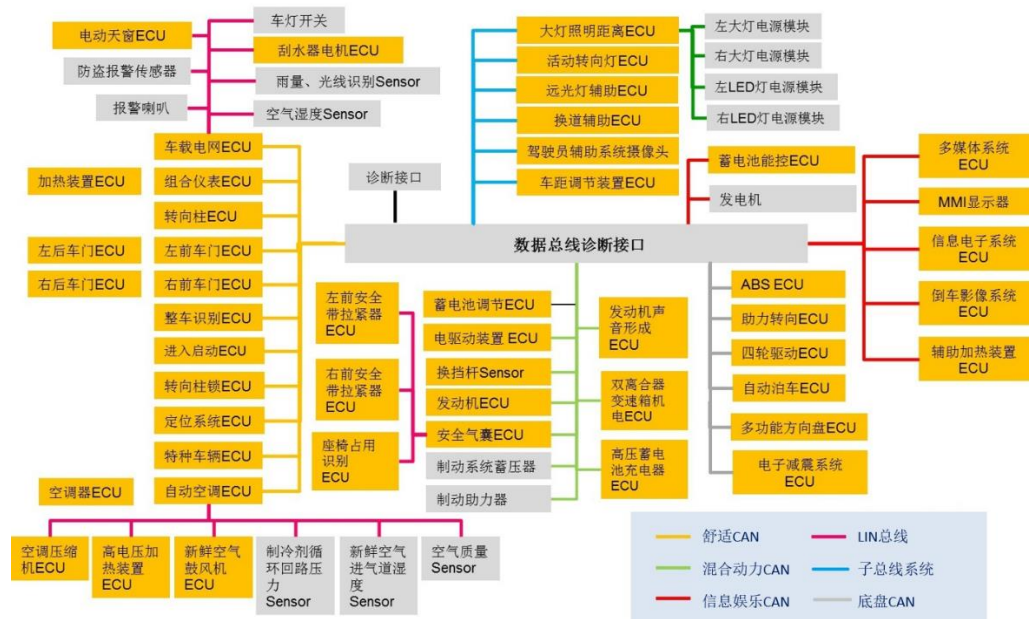 车灯开关
电动天窗ECU
刮水器电机ECU
防盗报警传感器
雨量、光线识别Sensor
报警喇叭
空气湿度Sensor
车载电网ECU
加热装置ECU
组合仪表ECU
转向柱ECU
左后车门ECU
左前车门ECU
右后车门ECU
右前车门ECU
整车识别ECU
进入启动ECU
转向柱锁ECU
定位系统ECU
特种车辆ECU
空调器ECU
自动空调ECU
空调压缩
机ECU
高电压加
热装置
ECU
新鲜空气
鼓风机
ECU
制冷剂循
环回路压
力
Sensor
新鲜空气
进气道湿
度
Sensor
空气质量
Sensor
诊断接口
数据总线诊断接口
大灯照明距离ECU
活动转向灯ECU
远光灯辅助ECU
换道辅助ECU
驾驶员辅助系统摄像头
车距调节装置ECU
左大灯电源模块
右大灯电源模块
左LED灯电源模块
右LED灯电源模块
蓄电池能控ECU
发电机
多媒体系统
ECU
MMI显示器
信息电子系统
ECU
倒车影像系统
ECU
辅助加热装置
ECU
左前安全
带拉紧器
ECU
右前安全
带拉紧器
ECU
座椅占用
识别
ECU
蓄电池调节ECU
电驱动装置 ECU
换挡杆Sensor
发动机ECU
安全气囊ECU
制动系统蓄压器
制动助力器
发动机声
音形成
ECU
双离合器
变速箱机
电ECU
高压蓄电
池充电器
ECU
ABS ECU
助力转向ECU
四轮驱动ECU
自动泊车ECU
多功能方向盘ECU
电子减震系统
ECU
舒适CAN
LIN总线
混合动力CAN
子总线系统
信息娱乐CAN
底盘CAN